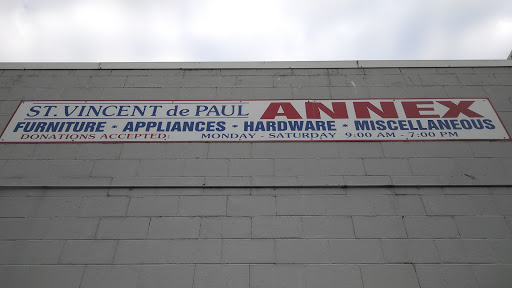 ST. VINCENT de PAUL ANNEX
FURNITURE • APPLIANCES • HARDWARE • MISCELLANEOUS
DONATIONS ACCEPTED: MONDAY - SATURDAY 9:00 AM - 7:00 PM